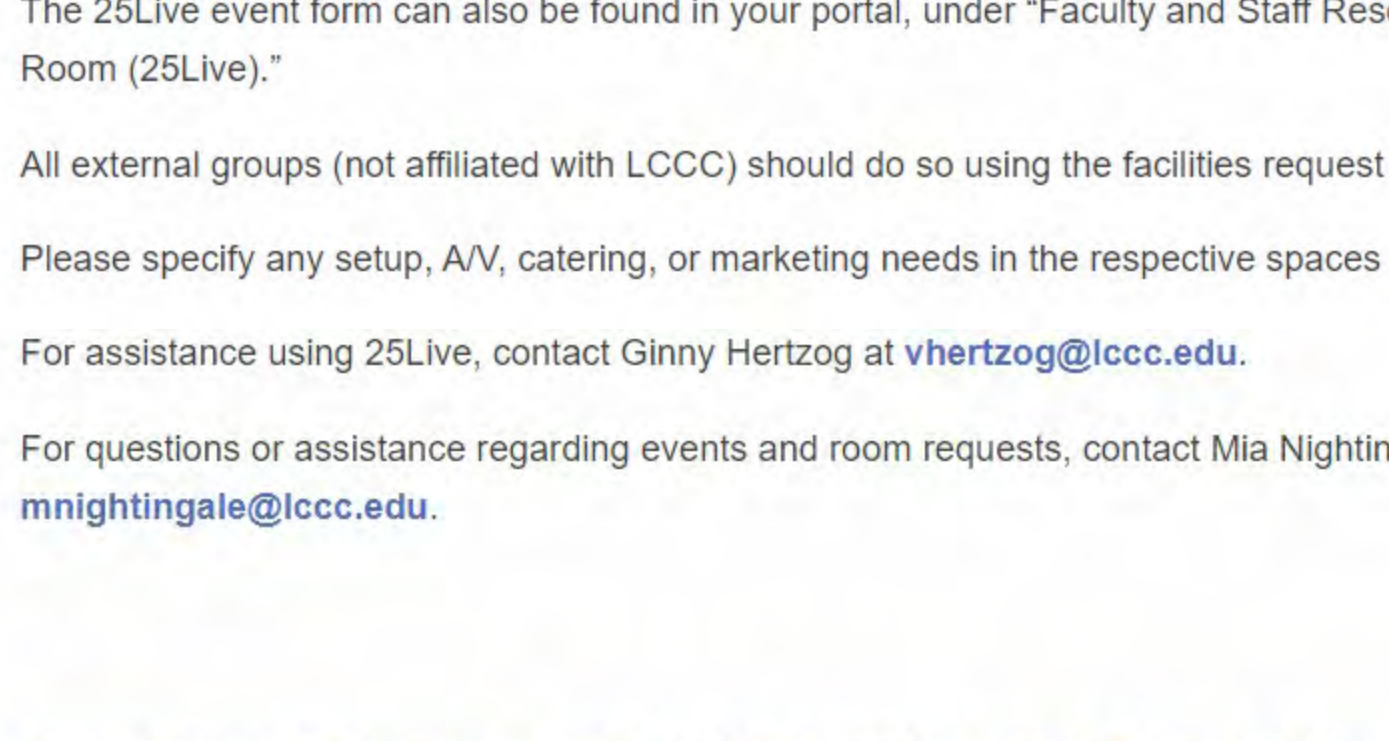 The 25Live event form can also be found in your portal, under “Faculty and Staff
Room (25Live).”
All external groups (not affiliated with LCCC) should do so using the facilities request
Please specify any setup, A/V, catering, or marketing needs in the respective spaces
For assistance using 25Live, contact Ginny Hertzog at vhertzog@lccc.edu.
For questions or assistance regarding events and room requests, contact Mia
mnightingale@lccc.edu.